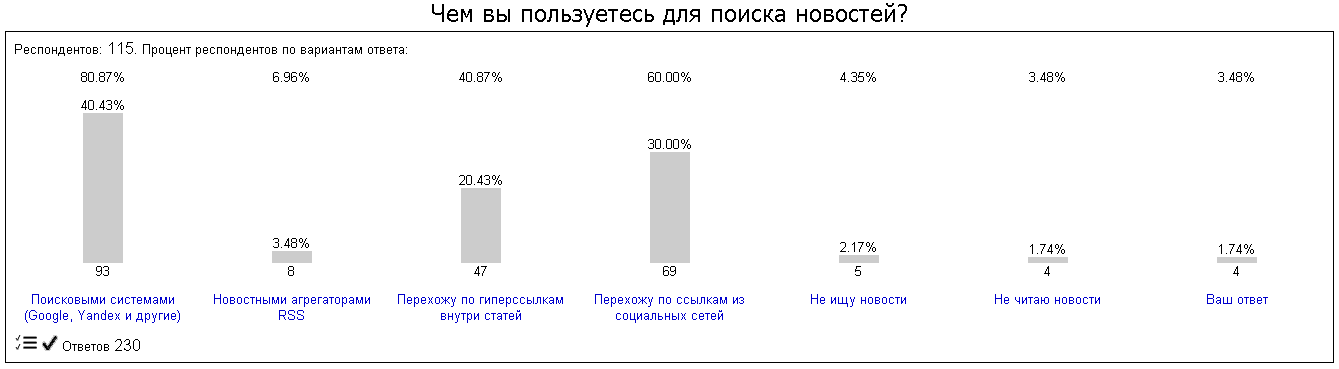 Чем вы пользуетесь для поиска новостей?
Респондентов: 115. Процент респондентов по вариантам ответа:
80.87% 6.96% 40.87% 60.00% 4.35% 3.48% 3.48%
40.43%
30.00%
20.43%
3.48% 2.17% 1.74% 1.74%
93 8 47 69 5 4 4
Поисковыми системами Новостными агрегаторами Перехожу по гиперссылкам Перехожу по ссылкам из Не ищу новости Не читаю новости Ваш ответ
(Google, Yandex и другие) RSS внутри статей социальных сетей
Ответов 230